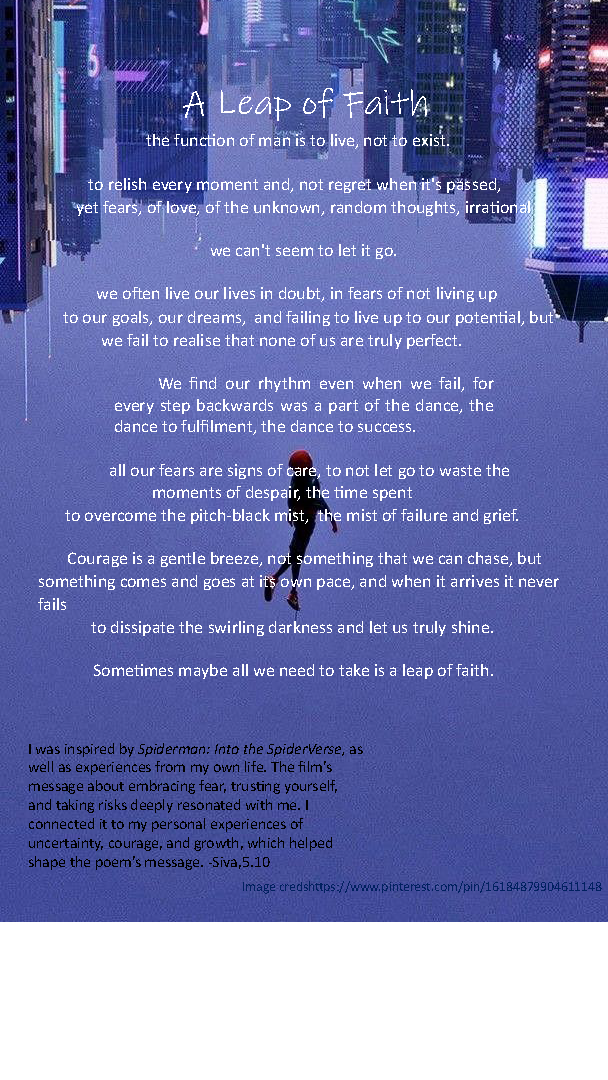 A Leap of Faith
the function of man is to live, not to exist.
to relish every moment and, not regret when it's passed,
yet fears, of love, of the unknown, random thoughts, irrational,
we can't seem to let it go.
we often live our lives in doubt, in fears of not living up
to our goals, our dreams, and failing to live up to our potential, but
we fail to realise that none of us are truly perfect.
We find our rhythm even when we fail, for
every step backwards was a part of the dance, the
dance to fulfilment, the dance to success.
all our fears are signs of care, to not let go to waste the
moments of despair, the time spent
to overcome the pitch-black mist, the mist of failure and grief.
Courage is a gentle breeze, not something that we can chase, but
something comes and goes at its own pace, and when it arrives it never
fails
to dissipate the swirling darkness and let us truly shine.
Sometimes maybe all we need to take is a leap of faith.
I was inspired by Spiderman: Into the SpiderVerse, as
well as experiences from my own life. The film's
message about embracing fear, trusting yourself,
and taking risks deeply resonated with me. I
connected it to my personal experiences of
uncertainty, courage, and growth, which helped
shape the poem's message. -Siva,5.10
Image credshttps://www.pinterest.com/pin/16184879904611148